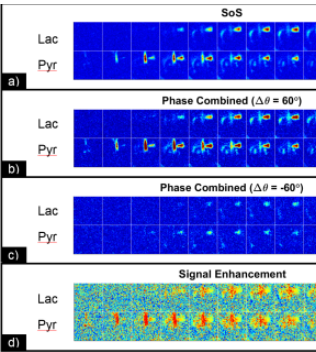 SoS
Lac
Pyr
a)
Phase Combined (Δθ = 60°)
Lac
Pyr
b)
Phase Combined (Δθ = -60°)
Lac
Pyr
c)
Signal Enhancement
Lac
Pyr
d)